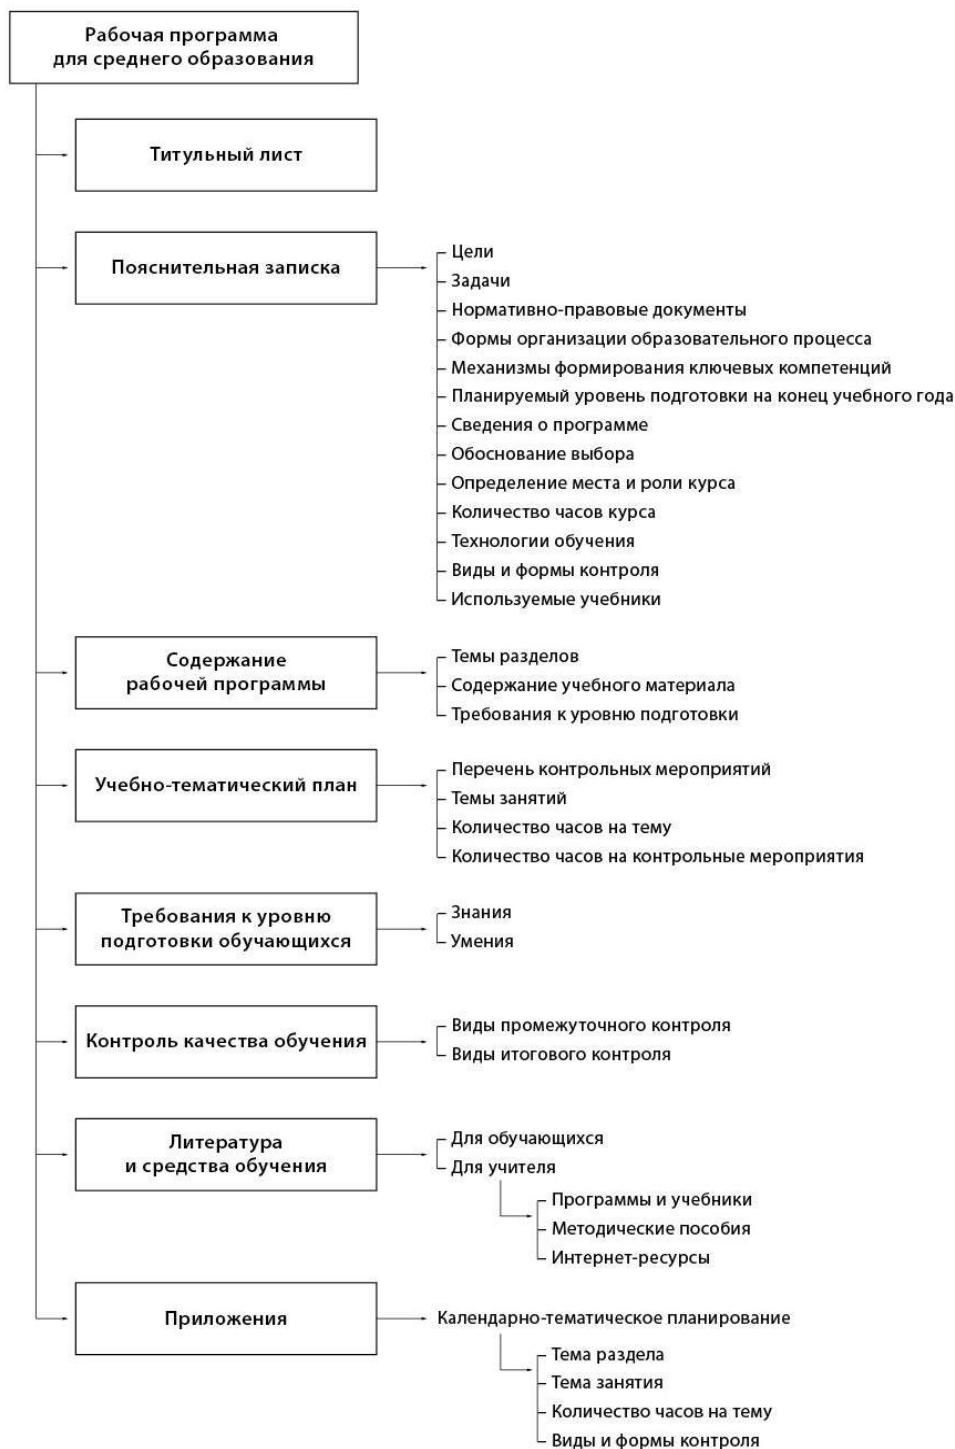 Рабочая программа
для среднего образования
Титульный лист
Пояснительная записка
Цели
Задачи
Нормативно-правовые документы
Формы организации образовательного процесса
Механизмы формирования ключевых компетенций
Планируемый уровень подготовки на конец учебного года
Сведения о программе
Обоснование выбора
Определение места и роли курса
Количество часов курса
Технологии обучения
Виды и формы контроля
Используемые учебники
Содержание
рабочей программы
Темы разделов
Содержание учебного материала
Требования к уровню подготовки
Учебно-тематический план
Перечень контрольных мероприятий
Темы занятий
Количество часов на тему
Количество часов на контрольные мероприятия
Требования к уровню
подготовки обучающихся
Знания
Умения
Контроль качества обучения
Виды промежуточного контроля
Виды итогового контроля
Литература
и средства обучения
Для обучающихся
Для учителя
Программы и учебники
Методические пособия
Интернет-ресурсы
Приложения
Календарно-тематическое планирование
Тема раздела
Тема занятия
Количество часов на тему
Виды и формы контроля